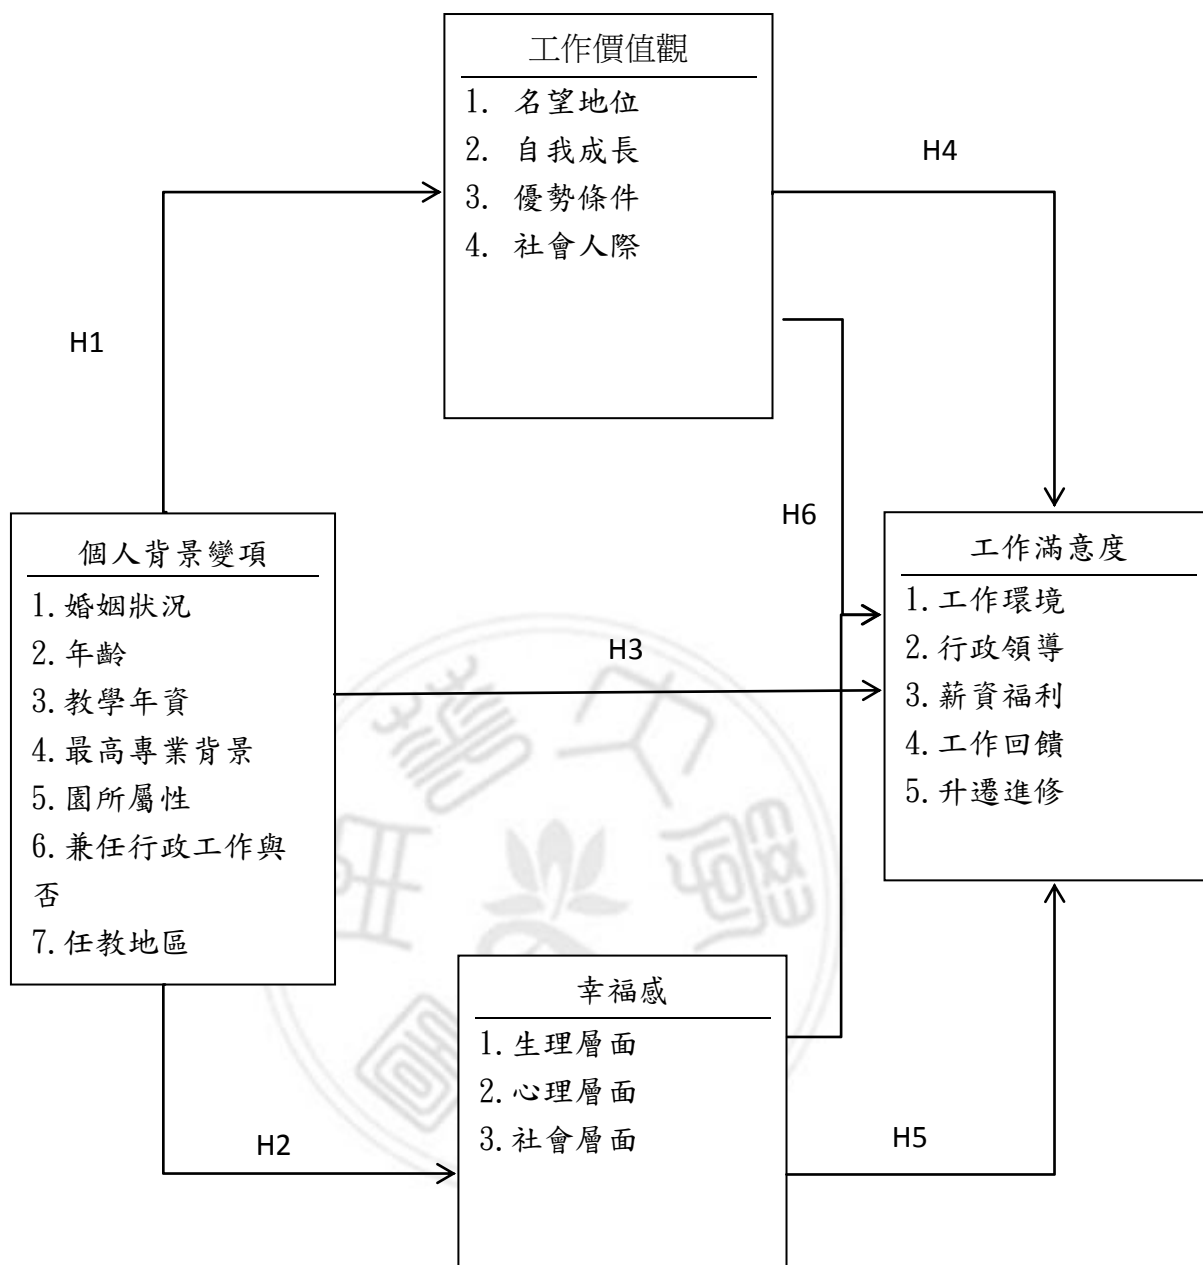 工作價值觀
1. 名望地位
2. 自我成長
3. 優勢條件
4. 社會人際
H4
H1
H6
個人背景變項
1.婚姻狀況
2.年齡
3.教學年資
4.最高專業背景
5.園所屬性
6.兼任行政工作與
否
7.任教地區
H3
工作滿意度
1.工作環境
2.行政領導
3.薪資福利
4.工作回饋
5.升遷進修
幸福感
1.生理層面
2.心理層面
3.社會層面
H2
H5